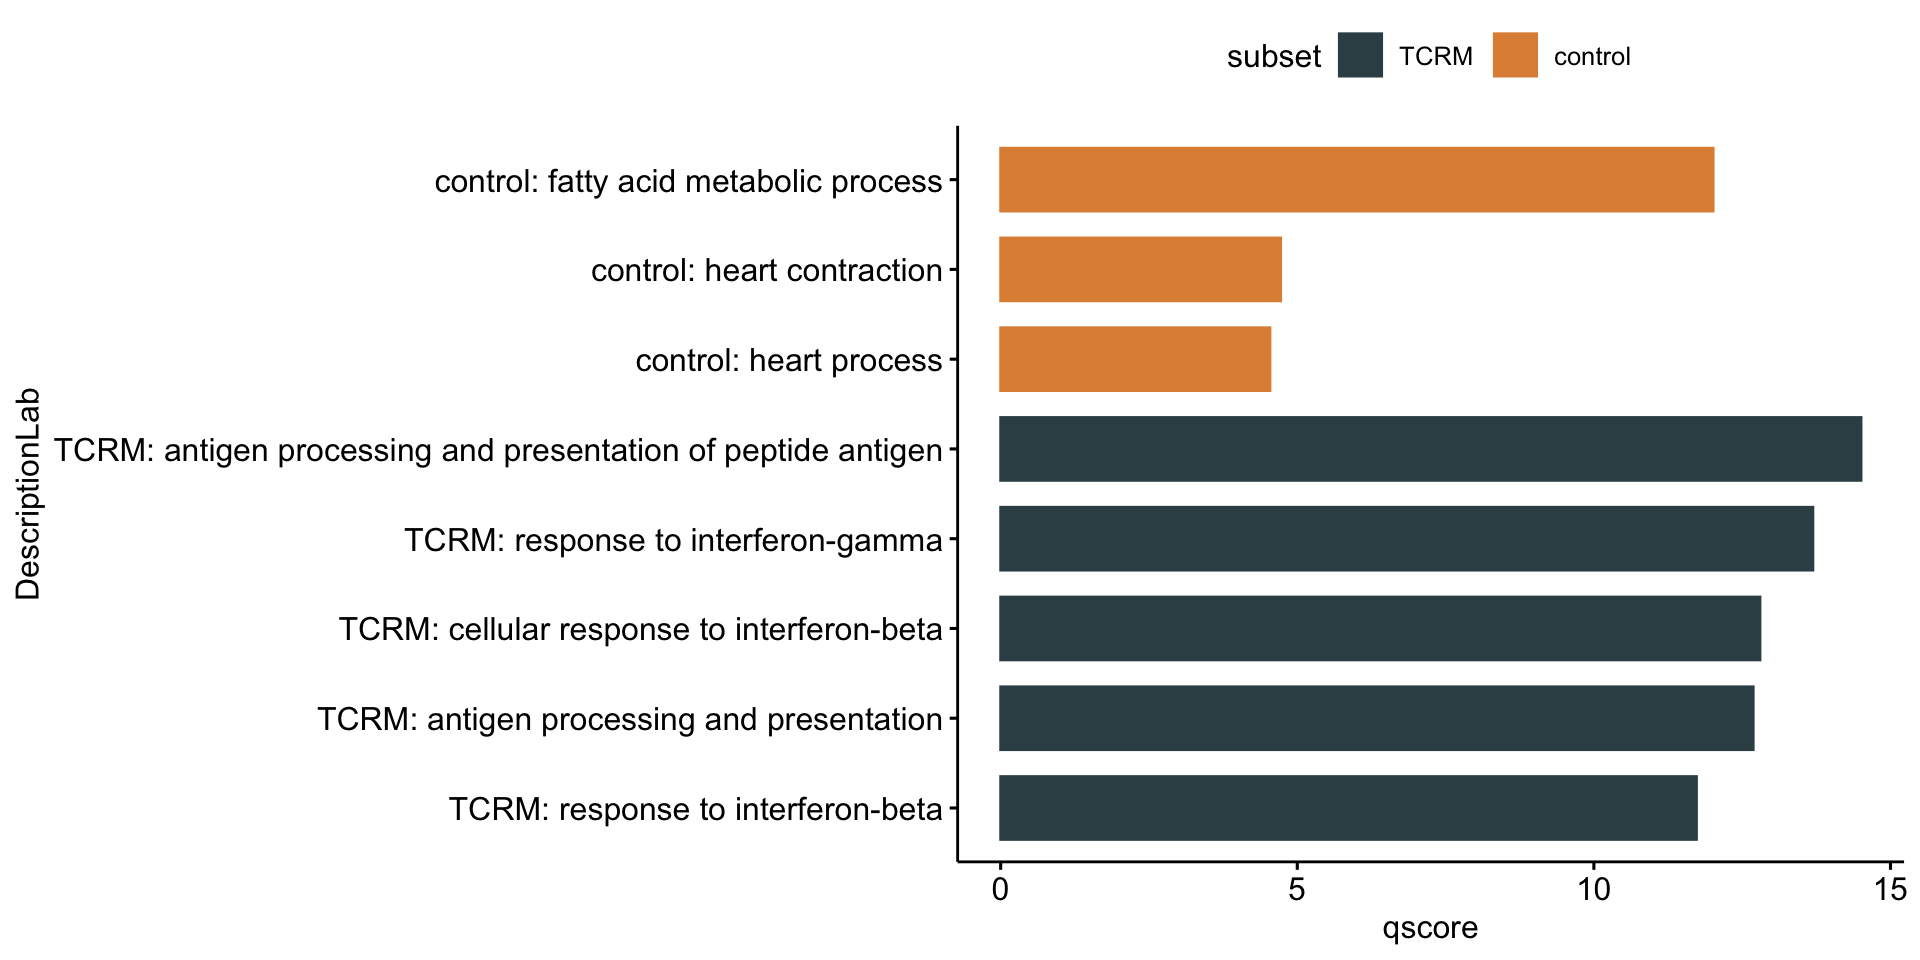 subset TCRM control
control: fatty acid metabolic process
control: heart contraction
control: heart process
TCRM: antigen processing and presentation of peptide antigen
TCRM: response to interferon-gamma
TCRM: cellular response to interferon-beta
TCRM: antigen processing and presentation
TCRM: response to interferon-beta
DescriptionLab
0 5 10 15
qscore